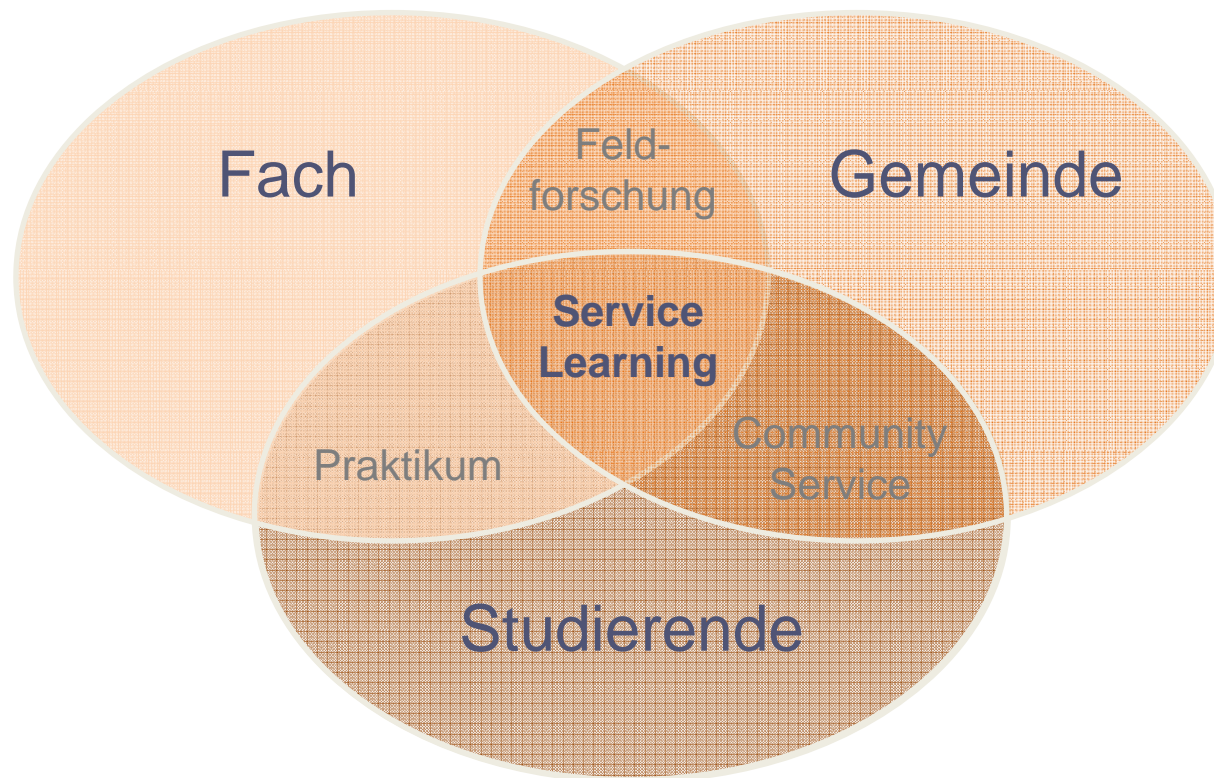 Fach
Feld-
forschung
Gemeinde
Service
Learning
Praktikum
Community
Service
Studierende